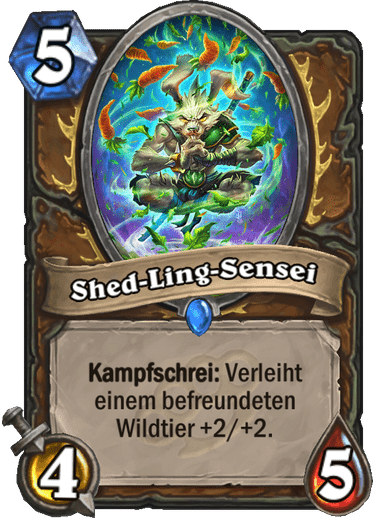 5
Shed-Ling-Sensei
Kampfschrei: Verleiht
einem befreundeten
Wildtier +2/+2.
4
5